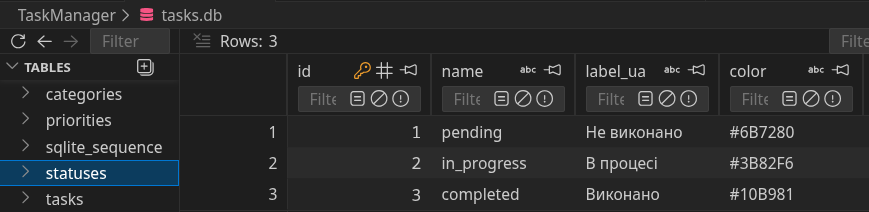 TaskManager > tasks.db
Filter Rows: 3 Filte
TABLES id name label_ua color
categories Filte Filte Filte Filte
priorities
sqlite_sequence
statuses
tasks
1 1 pending Не виконано #6B7280
2 2 in_progress В процесі #3B82F6
3 3 completed Виконано #10B981